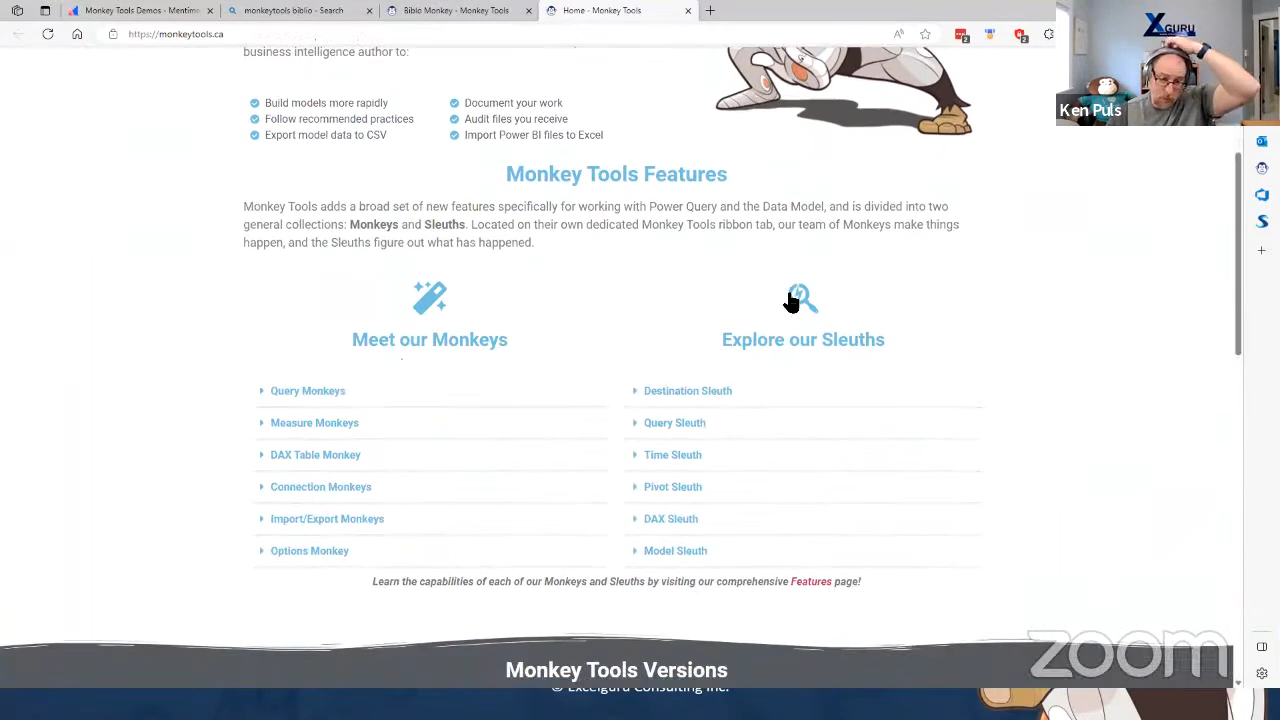 Monkey Tools Demos - Mentimet
monkeytools biblio - Search
Biblio Monkey - Monkey Tools
Home - Monkey Tools
https://monkeytools.ca
X GURU
Ken Puls
business intelligence author to:
Build models more rapidly
Document your work
Follow recommended practices
Audit files you receive
Export model data to CSV
Import Power BI files to Excel
Monkey Tools Features
Monkey Tools adds a broad set of new features specifically for working with Power Query and the Data Model, and is divided into two
general collections: Monkeys and Sleuths. Located on their own dedicated Monkey Tools ribbon tab, our team of Monkeys make things
happen, and the Sleuths figure out what has happened.
Meet our Monkeys
Explore our Sleuths
Query Monkeys
Measure Monkeys
DAX Table Monkey
Connection Monkeys
Import/Export Monkeys
Options Monkey
Destination Sleuth
Query Sleuth
Time Sleuth
Pivot Sleuth
DAX Sleuth
Model Sleuth
Learn the capabilities of each of our Monkeys and Sleuths by visiting our comprehensive Features page!
Monkey Tools Versions
© Excelguru Consulting Inc.
zoom